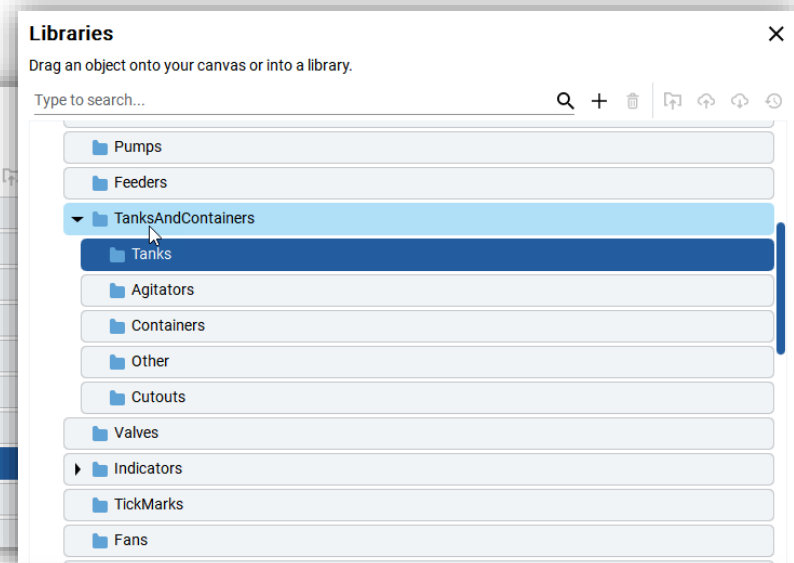 Libraries
Drag an object onto your canvas or into a library.
Type to search...
Pumps
Feeders
TanksAndContainers
Tanks
Agitators
Containers
Other
Cutouts
Valves
Indicators
TickMarks
Fans